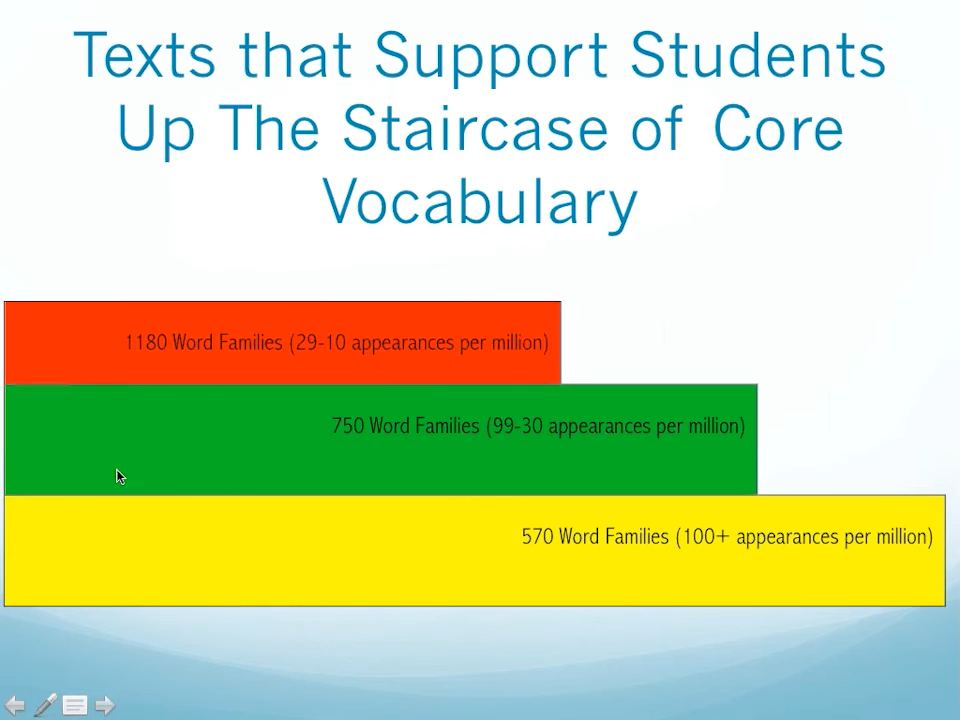 Texts that Support Students
Up The Staircase of Core
Vocabulary
1180 Word Families (29-10 appearances per million)
750 Word Families (99-30 appearances per million)
570 Word Families (100+ appearances per million)